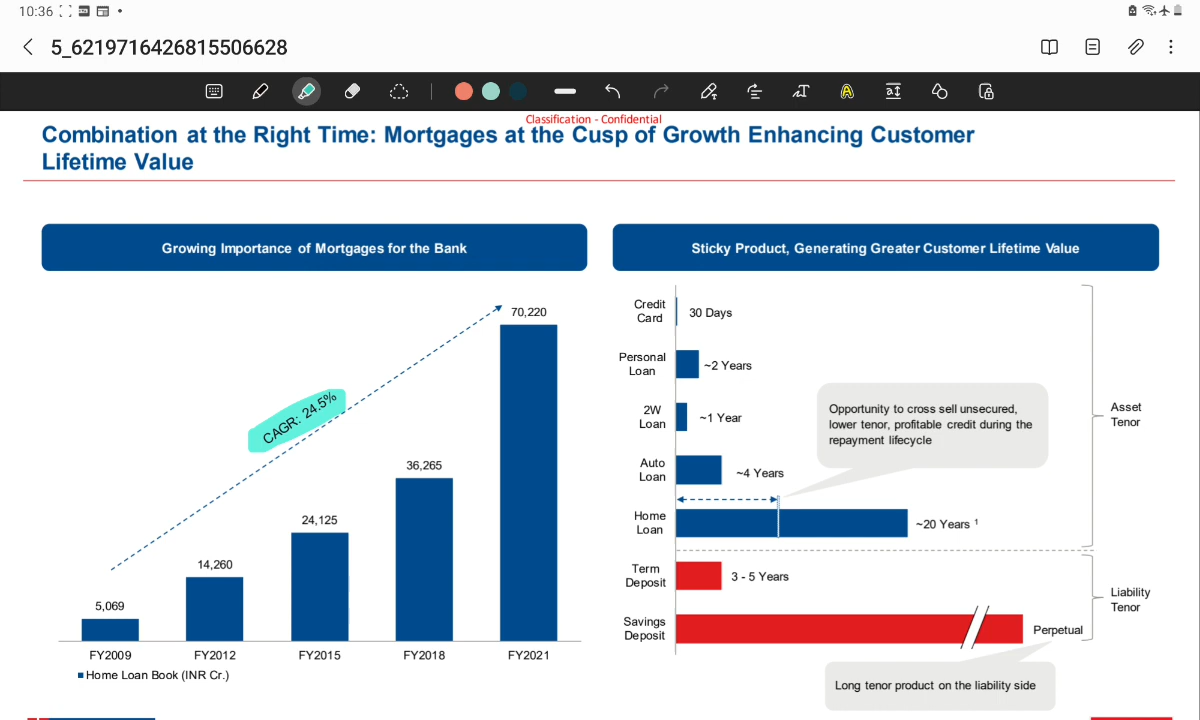 10:36
5_6219716426815506628
Classification - Confidential
Combination at the Right Time: Mortgages at the Cusp of Growth Enhancing Customer
Lifetime Value
Growing Importance of Mortgages for the Bank
70,220
CAGR: 24.5%
36,265
24,125
14,260
5,069
FY2009 FY2012 FY2015 FY2018 FY2021
Home Loan Book (INR Cr.)
Sticky Product, Generating Greater Customer Lifetime Value
Credit
Card
30 Days
Personal
Loan
~2 Years
2W
Loan
~1 Year
Auto
Loan
~4 Years
Home
Loan
~20 Years 1
Opportunity to cross sell unsecured,
lower tenor, profitable credit during the
repayment lifecycle
Asset
Tenor
Term
Deposit
3 - 5 Years
Savings
Deposit
Perpetual
Liability
Tenor
Long tenor product on the liability side